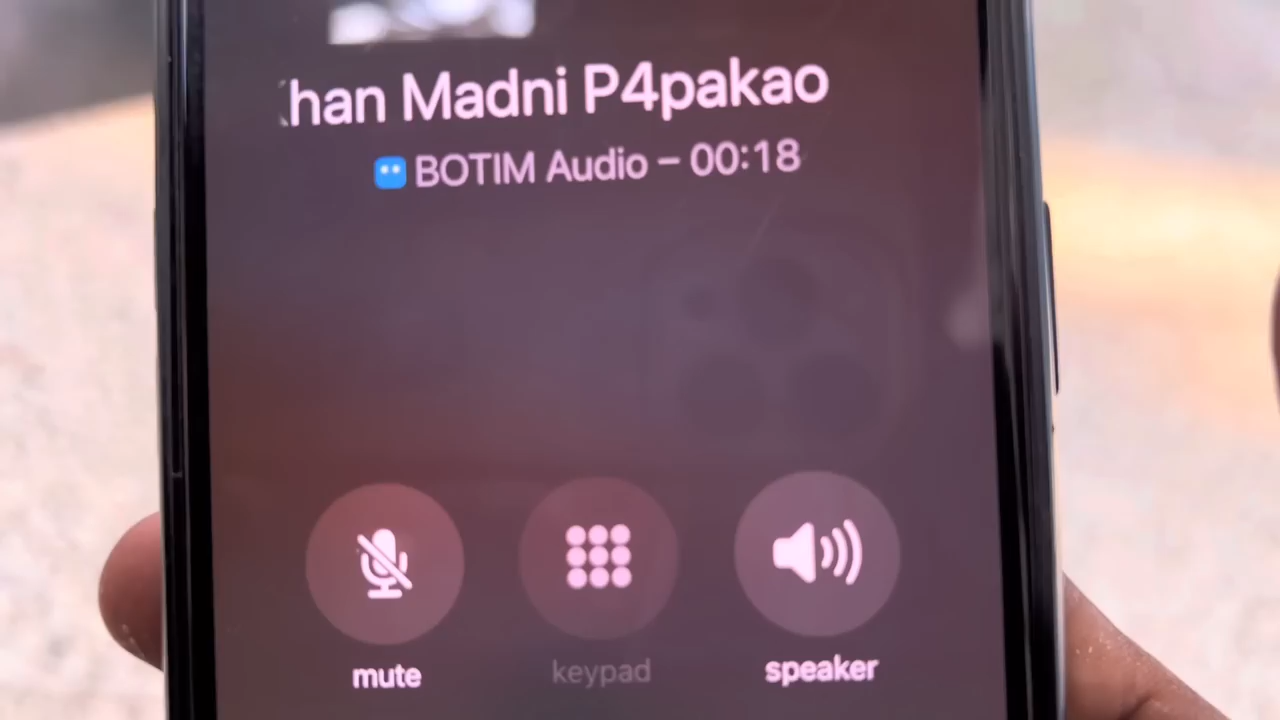 han Madni P4pakao
BOTIM Audio – 00:18
mute
keypad
speaker